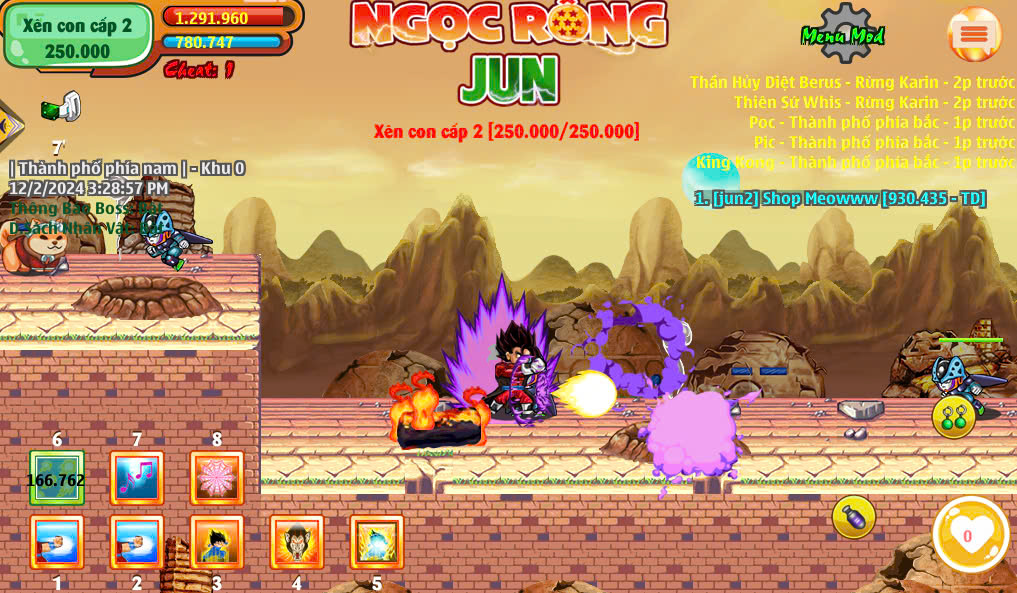 Xên con cấp 2
250.000
1.291.960
780.747
Cheat: 1
NGỌC RỒNG
JUN
Menu Mod
Xên con cấp 2 [250.000/250.000]
Thần Hủy Diệt Berus - Rừng Karin - 2p trước
Thiên Sứ Whis - Rừng Karin - 2p trước
Poc - Thành phố phía bắc - 1p trước
Pic - Thành phố phía bắc - 1p trước
King Kong - Thành phố phía bắc - 1p trước
1. [jun2] Shop Meowww [930.435 - TD]
7'
| Thành phố phía nam | - Khu 0
12/2/2024 3:28:57 PM
Thông Báo Boss: Bật
D.Sách Nhân Vật: Bật
6 7 8
166.762
1 2 3 4 5
0